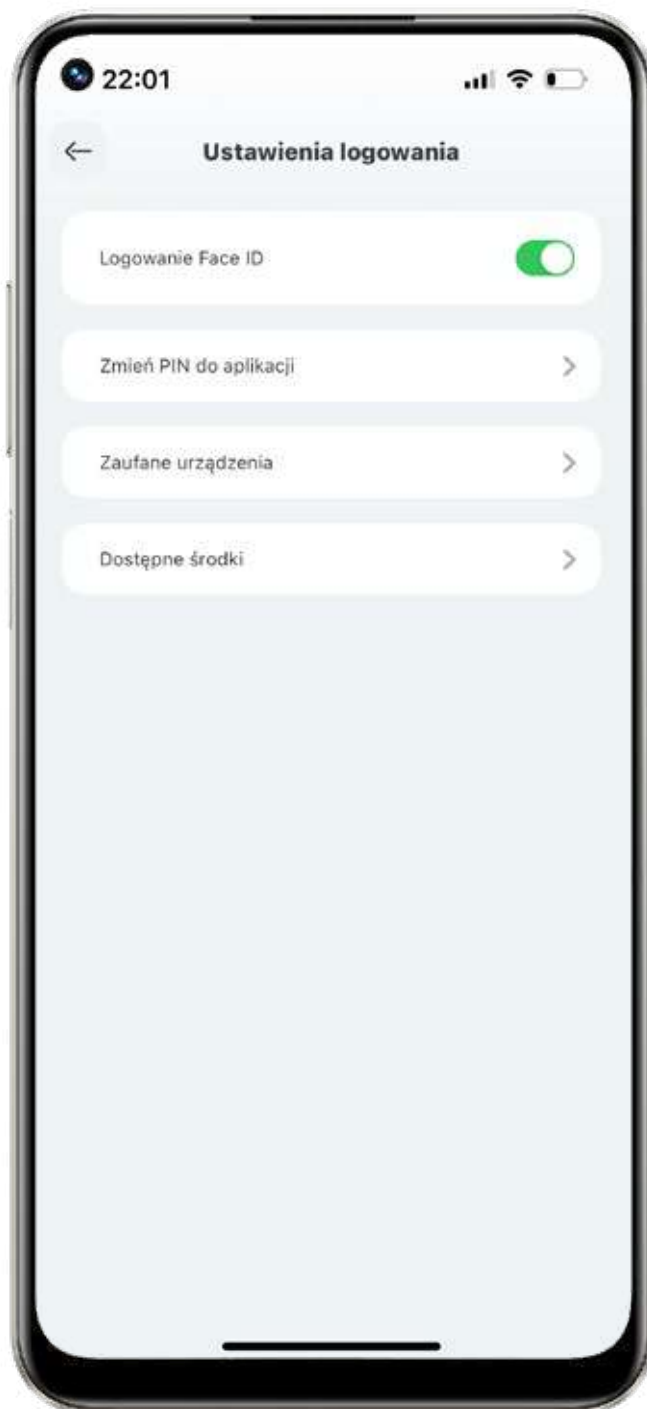 22:01
Ustawienia logowania
Logowanie Face ID
Zmień PIN do aplikacji
Zaufane urządzenia
Dostępne środki